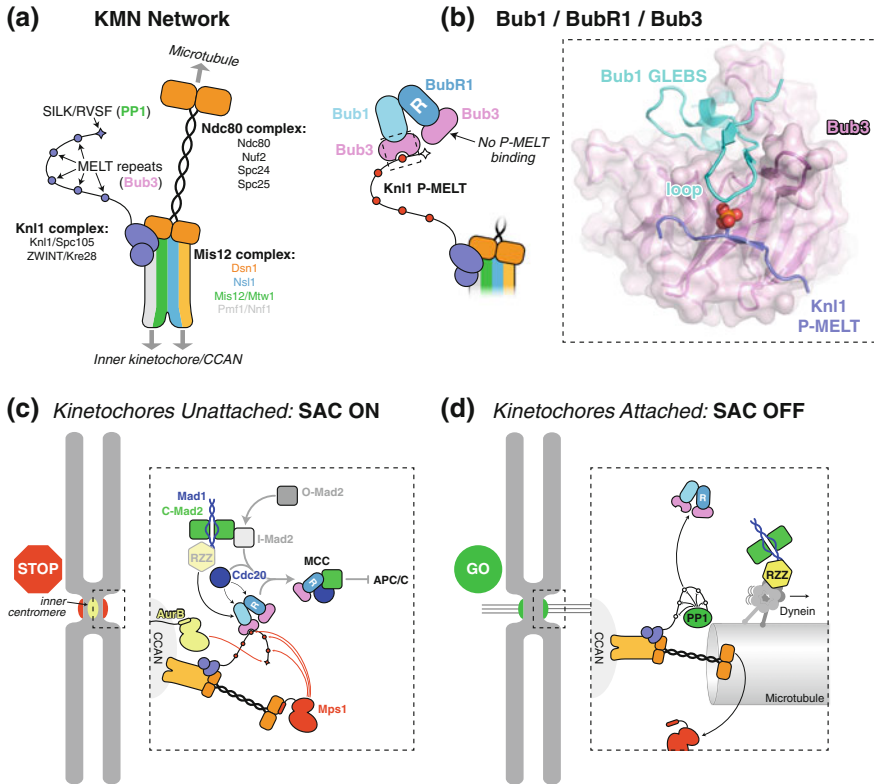 (a) KMN Network
Microtubule
SILK/RVSF (PP1)
MELT repeats
(Bub3)
Ndc80 complex:
Ndc80
Nuf2
Spc24
Spc25
Knl1 complex:
Knl1/Spc105
ZWINT/Kre28
Mis12 complex:
Dsn1
Nsl1
Mis12/Mtw1
Pmf1/Nnf1
Inner kinetochore/CCAN
(b) Bub1 / BubR1 / Bub3
Bub1
BubR1
R
Bub3
Bub3
No P-MELT
binding
Knl1 P-MELT
Bub1 GLEBS
Bub3
loop
Knl1
P-MELT
(c) Kinetochores Unattached: SAC ON
STOP
inner
centromere
Mad1
C-Mad2
O-Mad2
I-Mad2
RZZ
Cdc20
MCC
R
R
APC/C
AurB
CCAN
Mps1
(d) Kinetochores Attached: SAC OFF
GO
R
RZZ
Dynein
PP1
CCAN
Microtubule